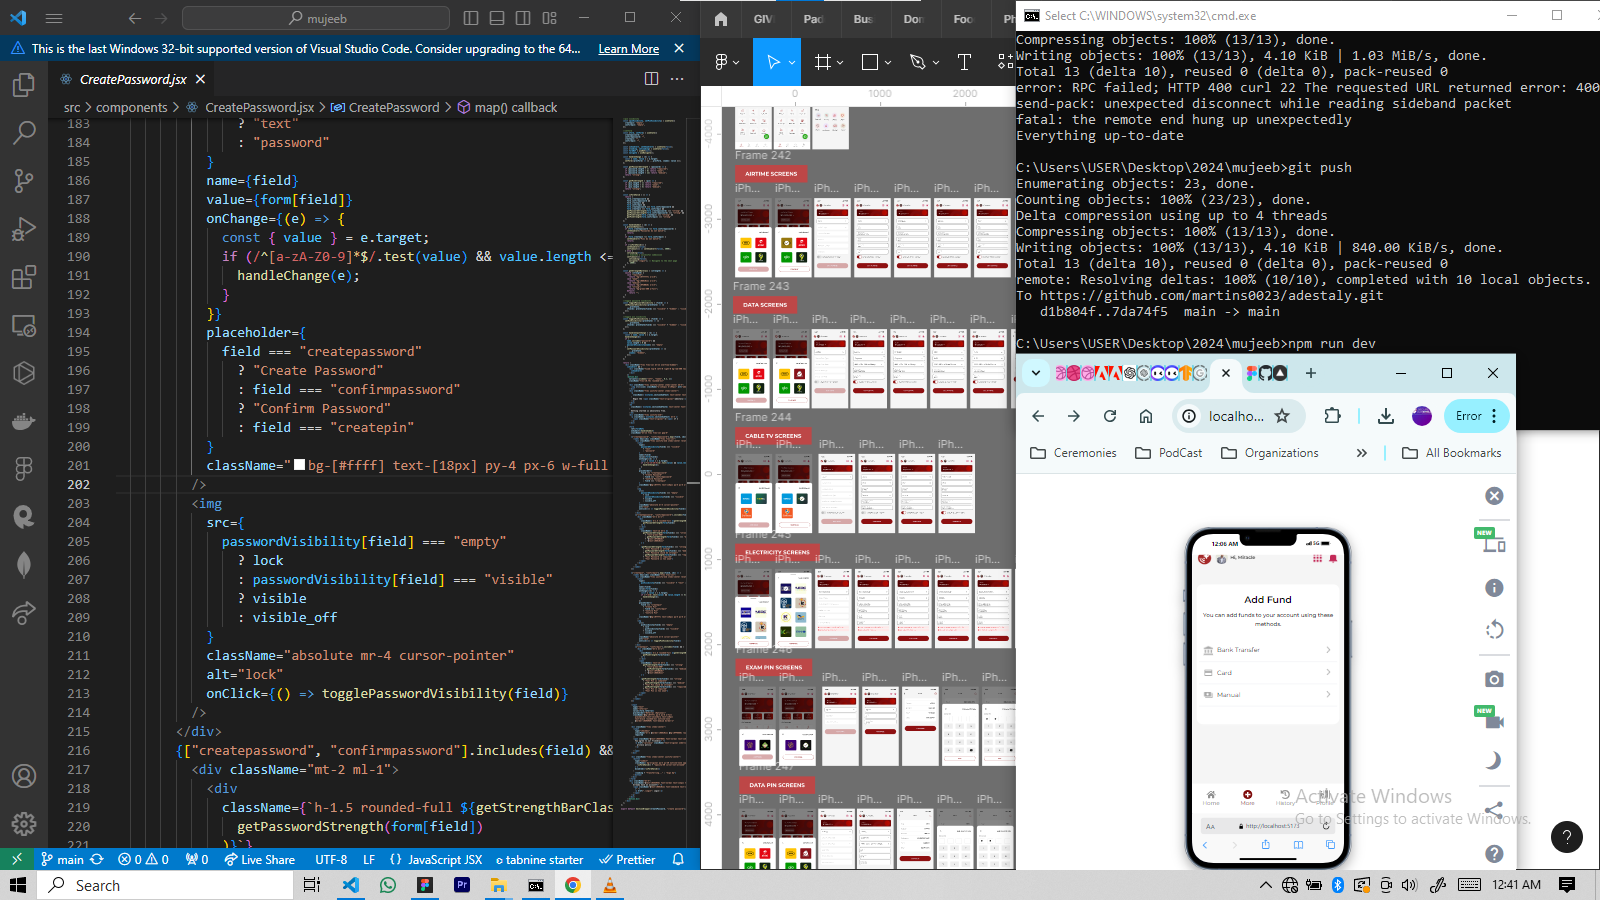 mujeeb
This is the last Windows 32-bit supported version of Visual Studio Code. Consider upgrading to the 64... Learn More
CreatePassword.jsx
src > components > CreatePassword.jsx > CreatePassword > map() callback
183 ? "text"
184 : "password"
185 }
186 name={field}
187 value={form[field]}
188 onChange={(e) => {
189 const { value } = e.target;
190 if (/^[a-zA-Z0-9]*$/.test(value) && value.length <=
191 handleChange(e);
192 }
193 }}
194 placeholder={
195 field === "createpassword"
196 ? "Create Password"
197 : field === "confirmpassword"
198 ? "Confirm Password"
199 : field === "createpin"
200 }
201 className="bg-[#ffff] text-[18px] py-4 px-6 w-full
202 />
203 <img
204 src={
205 passwordVisibility[field] === "empty"
206 ? lock
207 : passwordVisibility[field] === "visible"
208 ? visible
209 : visible_off
210 }
211 className="absolute mr-4 cursor-pointer"
212 alt="lock"
213 onClick={() => togglePasswordVisibility(field)}
214 />
215 </div>
216 {["createpassword", "confirmpassword"].includes(field) &&
217 <div className="mt-2 ml-1">
218 <div
219 className={`h-1.5 rounded-full ${getStrengthBarClas
220 getPasswordStrength(form[field])
221 )}`}
main 0 0 0 Live Share UTF-8 LF {} JavaScript JSX tabnine starter Prettier
GIV Pad Bus Don Foo Ph
0 1000 2000
-4000
-3000
-2000
-1000
0
1000
2000
3000
4000
Frame 242
AIRTIME SCREENS
iPh... iPh... iPh... iPh... iPh... iPh... iPh...
Frame 243
DATA SCREENS
iPh... iPh... iPh... iPh... iPh... iPh...
Frame 244
CABLE TV SCREENS
iPh... iPh... iPh... iPh... iPh... iPh...
Frame 245
ELECTRICITY SCREENS
iPh... iPh... iPh... iPh... iPh... iPh... iPh...
Frame 246
EXAM PIN SCREENS
iPh... iPh... iPh... iPh... iPh... iPh... iPh...
Frame 247
DATA PIN SCREENS
iPh... iPh... iPh... iPh... iPh... iPh... iPh...
Select C:\WINDOWS\system32\cmd.exe
Compressing objects: 100% (13/13), done.
Writing objects: 100% (13/13), 4.10 KiB | 1.03 MiB/s, done.
Total 13 (delta 10), reused 0 (delta 0), pack-reused 0
error: RPC failed; HTTP 400 curl 22 The requested URL returned error: 400
send-pack: unexpected disconnect while reading sideband packet
fatal: the remote end hung up unexpectedly
Everything up-to-date
C:\Users\USER\Desktop\2024\mujeeb>git push
Enumerating objects: 23, done.
Counting objects: 100% (23/23), done.
Delta compression using up to 4 threads
Compressing objects: 100% (13/13), done.
Writing objects: 100% (13/13), 4.10 KiB | 840.00 KiB/s, done.
Total 13 (delta 10), reused 0 (delta 0), pack-reused 0
remote: Resolving deltas: 100% (10/10), completed with 10 local objects.
To https://github.com/martins0023/adestaly.git
d1b804f..7da74f5 main -> main
C:\Users\USER\Desktop\2024\mujeeb>npm run dev
localho...
Error
Ceremonies PodCast Organizations » All Bookmarks
NEW
NEW
12:06 AM 5G
Hi, Miracle
Add Fund
You can add funds to your account using these
methods.
Bank Transfer
Card
Manual
Home More History Profile
AA http://localhost:5173
Activate Windows
Go to Settings to activate Windows.
Search
12:41 AM